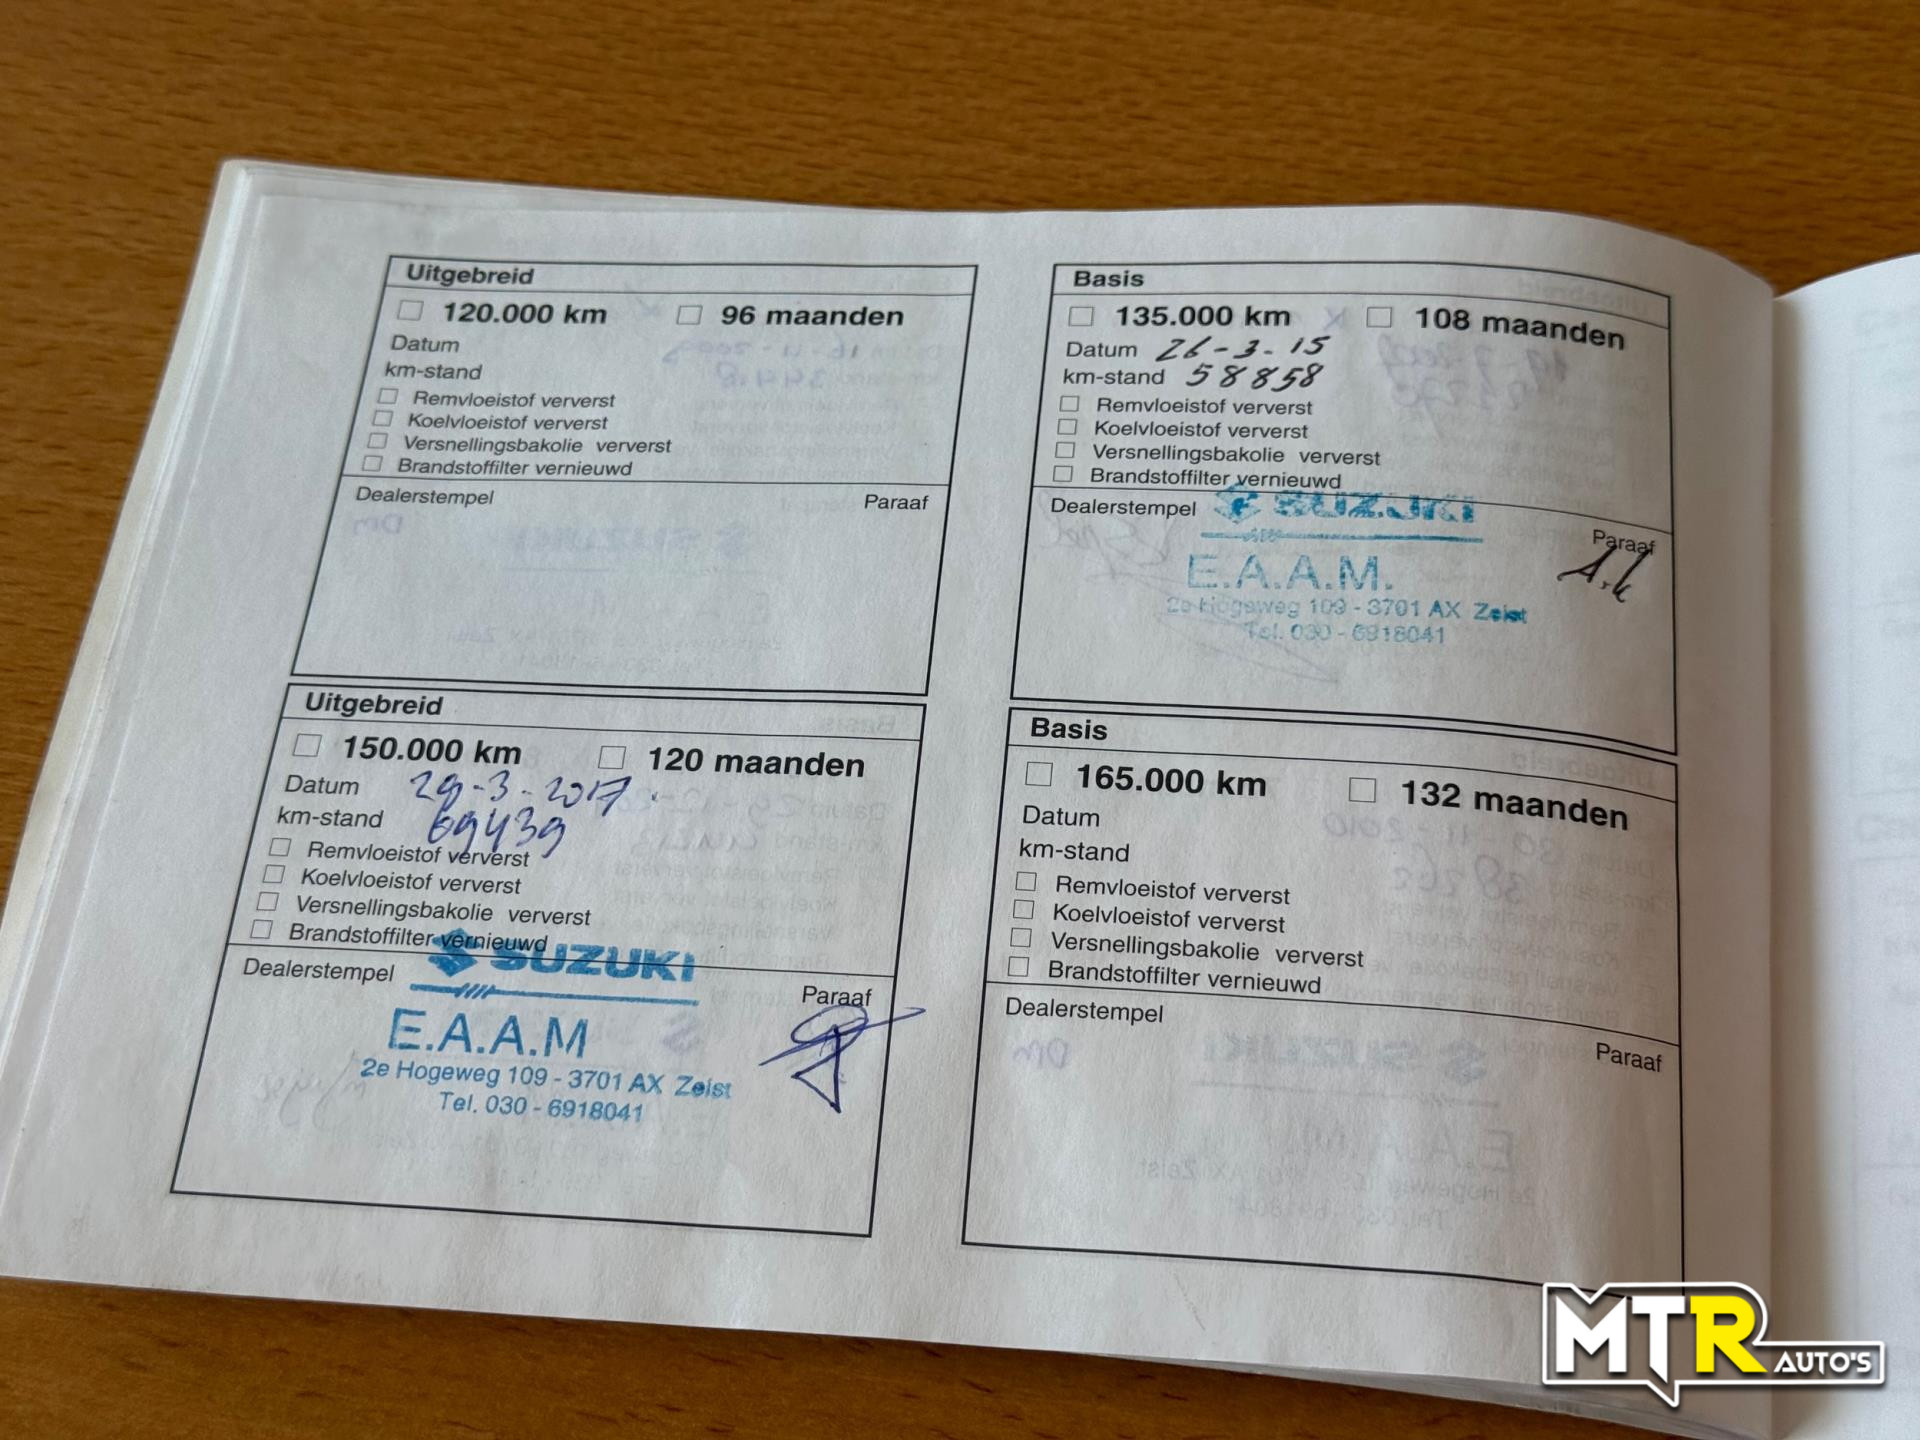 Uitgebreid
120.000 km 96 maanden
Datum
km-stand
Remvloeistof ververst
Koelvloeistof ververst
Versnellingsbakolie ververst
Brandstoffilter vernieuwd
Dealerstempel Paraaf
Basis
135.000 km 108 maanden
Datum 26-3-15
km-stand 58858
Remvloeistof ververst
Koelvloeistof ververst
Versnellingsbakolie ververst
Brandstoffilter vernieuwd
Dealerstempel SUZUKI
Paraaf
E.A.A.M.
2e Hogeweg 109 - 3701 AX Zeist
Tel. 030 - 6918041
Uitgebreid
150.000 km 120 maanden
Datum 29-3-2017
km-stand 69439
Remvloeistof ververst
Koelvloeistof ververst
Versnellingsbakolie ververst
Brandstoffilter vernieuwd
Dealerstempel SUZUKI
Paraaf
E.A.A.M
2e Hogeweg 109 - 3701 AX Zeist
Tel. 030 - 6918041
Basis
165.000 km 132 maanden
Datum
km-stand
Remvloeistof ververst
Koelvloeistof ververst
Versnellingsbakolie ververst
Brandstoffilter vernieuwd
Dealerstempel
Paraaf
MTR AUTO'S